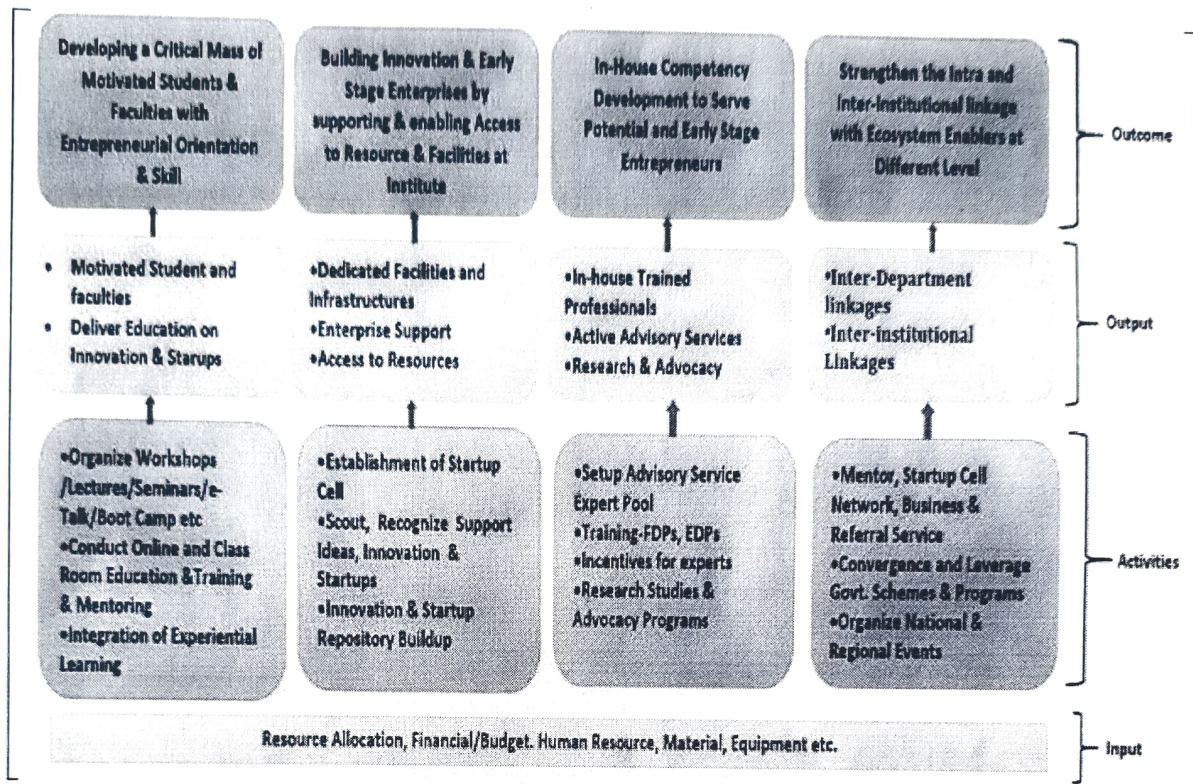 Developing a Critical Mass of
Motivated Students &
Faculties with
Entrepreneurial Orientation
& Skill
Building Innovation & Early
Stage Enterprises by
supporting & enabling Access
to Resource & Facilities at
Institute
In-House Competency
Development to Serve
Potential and Early Stage
Entrepreneurs
Strengthen the Intra and
Inter-Institutional linkage
with Ecosystem Enablers at
Different Level
Outcome
• Motivated Student and
faculties
• Deliver Education on
Innovation & Startups
•Dedicated Facilities and
Infrastructures
•Enterprise Support
•Access to Resources
•In-house Trained
Professionals
•Active Advisory Services
•Research & Advocacy
•Inter-Department
linkages
•Inter-institutional
Linkages
Output
•Organize Workshops
/Lectures/Seminars/e-
Talk/Boot Camp etc
•Conduct Online and Class
Room Education &Training
& Mentoring
•Integration of Experiential
Learning
•Establishment of Startup
Cell
•Scout, Recognize Support
Ideas, Innovation &
Startups
•Innovation & Startup
Repository Buildup
•Setup Advisory Service
Expert Pool
•Training-FDPs, EDPs
•Incentives for experts
•Research Studies &
Advocacy Programs
•Mentor, Startup Cell
Network, Business &
Referral Service
•Convergence and Leverage
Govt. Schemes & Programs
•Organize National &
Regional Events
Activities
Resource Allocation, Financial/Budget. Human Resource, Material, Equipment etc.
Input